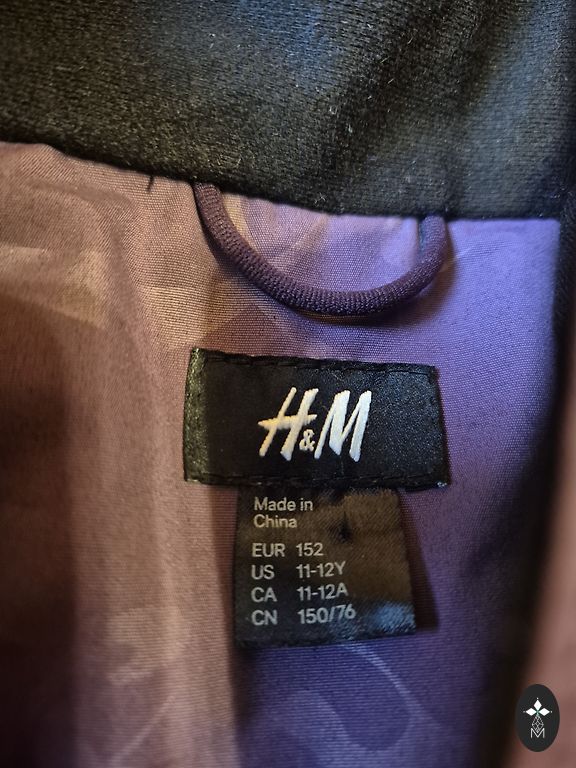 H&M
Made in
China
EUR 152
US 11-12Y
CA 11-12A
CN 150/76
M